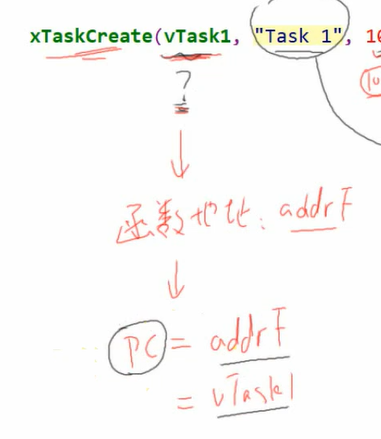 xTaskCreate(vTask1, "Task 1", 10
?
函数地址: addrF
PC = addrF
= vTask1